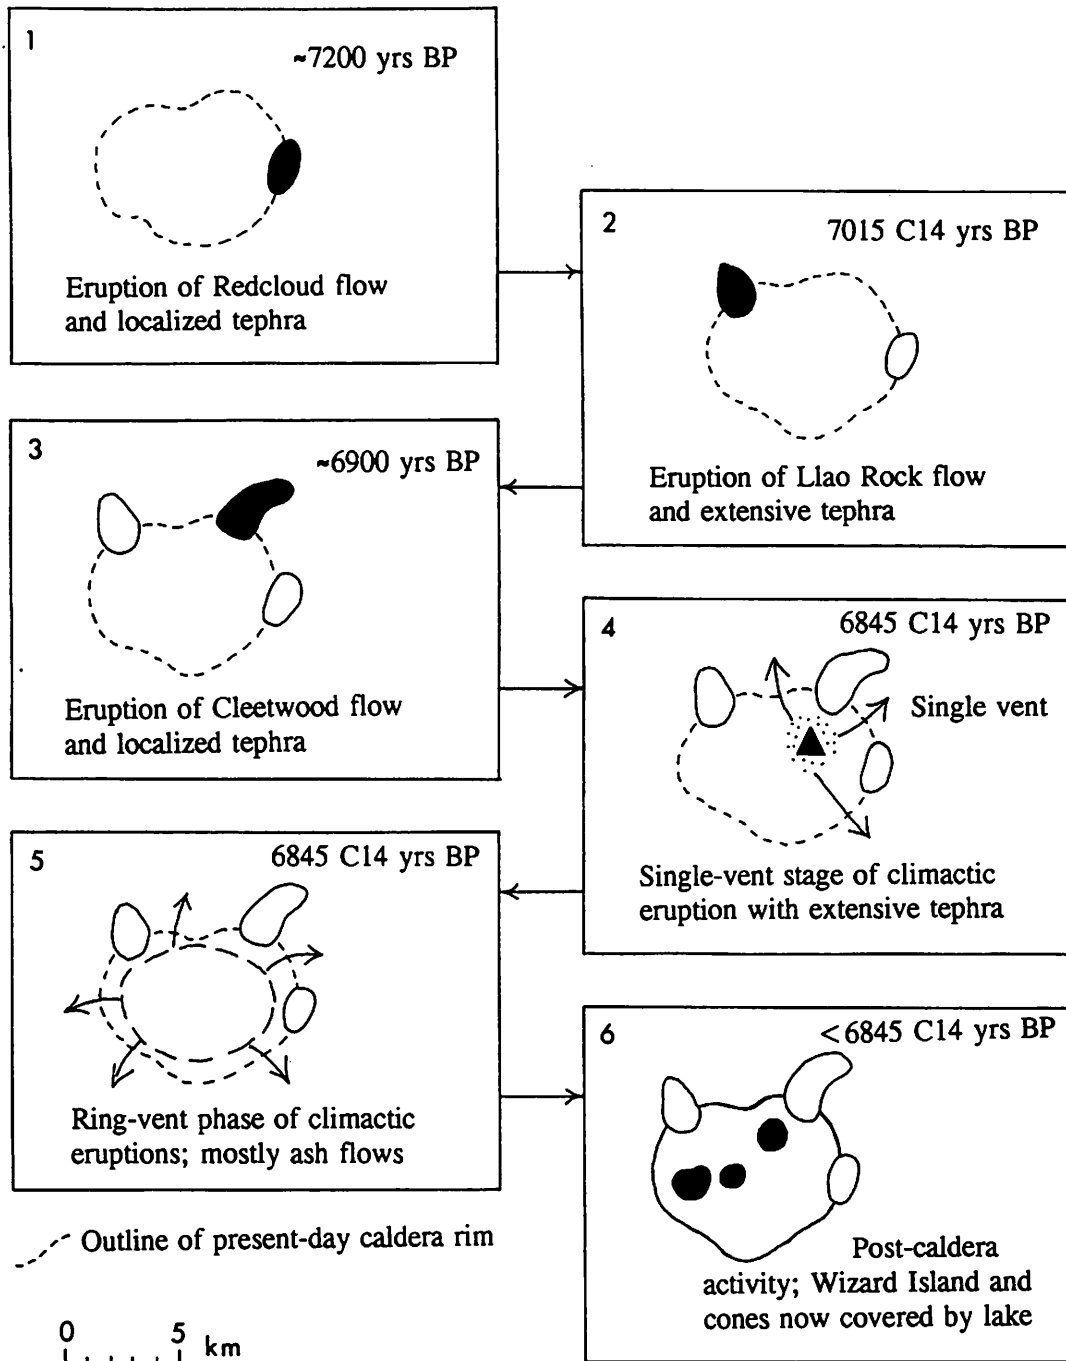 1
≈7200 yrs BP
Eruption of Redcloud flow
and localized tephra
2
7015 C14 yrs BP
Eruption of Llao Rock flow
and extensive tephra
3
≈6900 yrs BP
Eruption of Cleetwood flow
and localized tephra
4
6845 C14 yrs BP
Single vent
Single-vent stage of climactic
eruption with extensive tephra
5
6845 C14 yrs BP
Ring-vent phase of climactic
eruptions; mostly ash flows
6
<6845 C14 yrs BP
Post-caldera
activity; Wizard Island and
cones now covered by lake
Outline of present-day caldera rim
0 5 km